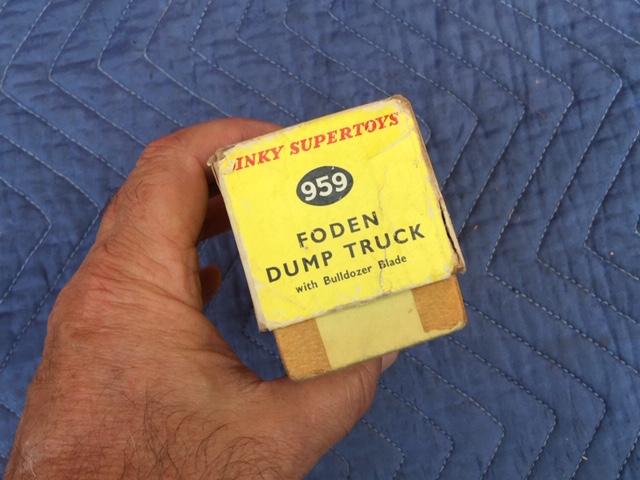 INKY SUPERTOYS
959
FODEN
DUMP TRUCK
with Bulldozer Blade